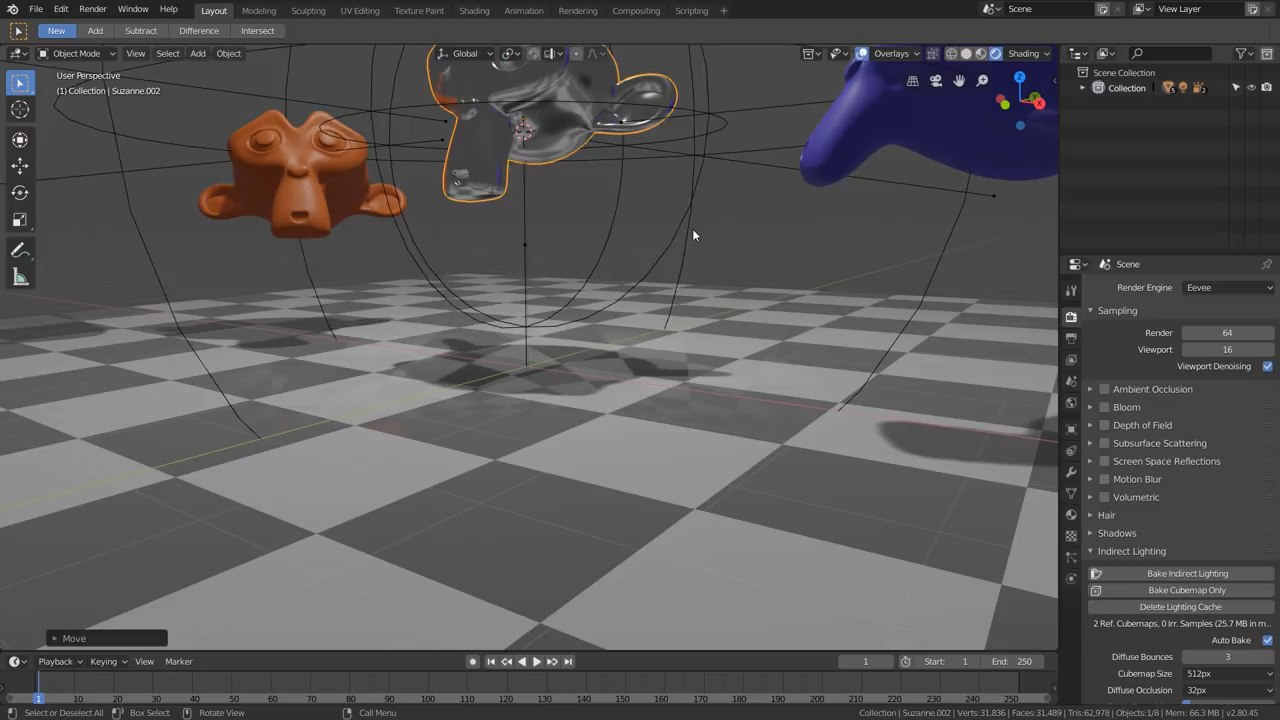 File Edit Render Window Help Layout Modeling Sculpting UV Editing Texture Paint Shading Animation Rendering Compositing Scripting + Scene View Layer
New Add Subtract Difference Intersect
Object Mode View Select Add Object Global Overlays Shading
User Perspective
(1) Collection | Suzanne.002
Z
Y
X
Scene Collection
Collection 5 2
Scene
Render Engine Eevee
Sampling
Render 64
Viewport 16
Viewport Denoising
Ambient Occlusion
Bloom
Depth of Field
Subsurface Scattering
Screen Space Reflections
Motion Blur
Volumetric
Hair
Shadows
Indirect Lighting
Bake Indirect Lighting
Bake Cubemap Only
Delete Lighting Cache
2 Ref. Cubemaps, 0 Irr. Samples (25.7 MB in m...
Auto Bake
Diffuse Bounces 3
Cubemap Size 512px
Diffuse Occlusion 32px
Move
Playback Keying View Marker 1 Start: 1 End: 250
1 10 20 30 40 50 60 70 80 90 100 110 120 130 140 150 160 170 180 190 200 210 220 230 240 250
Select or Deselect All Box Select Rotate View Call Menu Collection | Suzanne.002 | Verts:31,836 | Faces:31,489 | Tris:62,978 | Objects:1/8 | Mem: 66.3 MB | v2.80.45